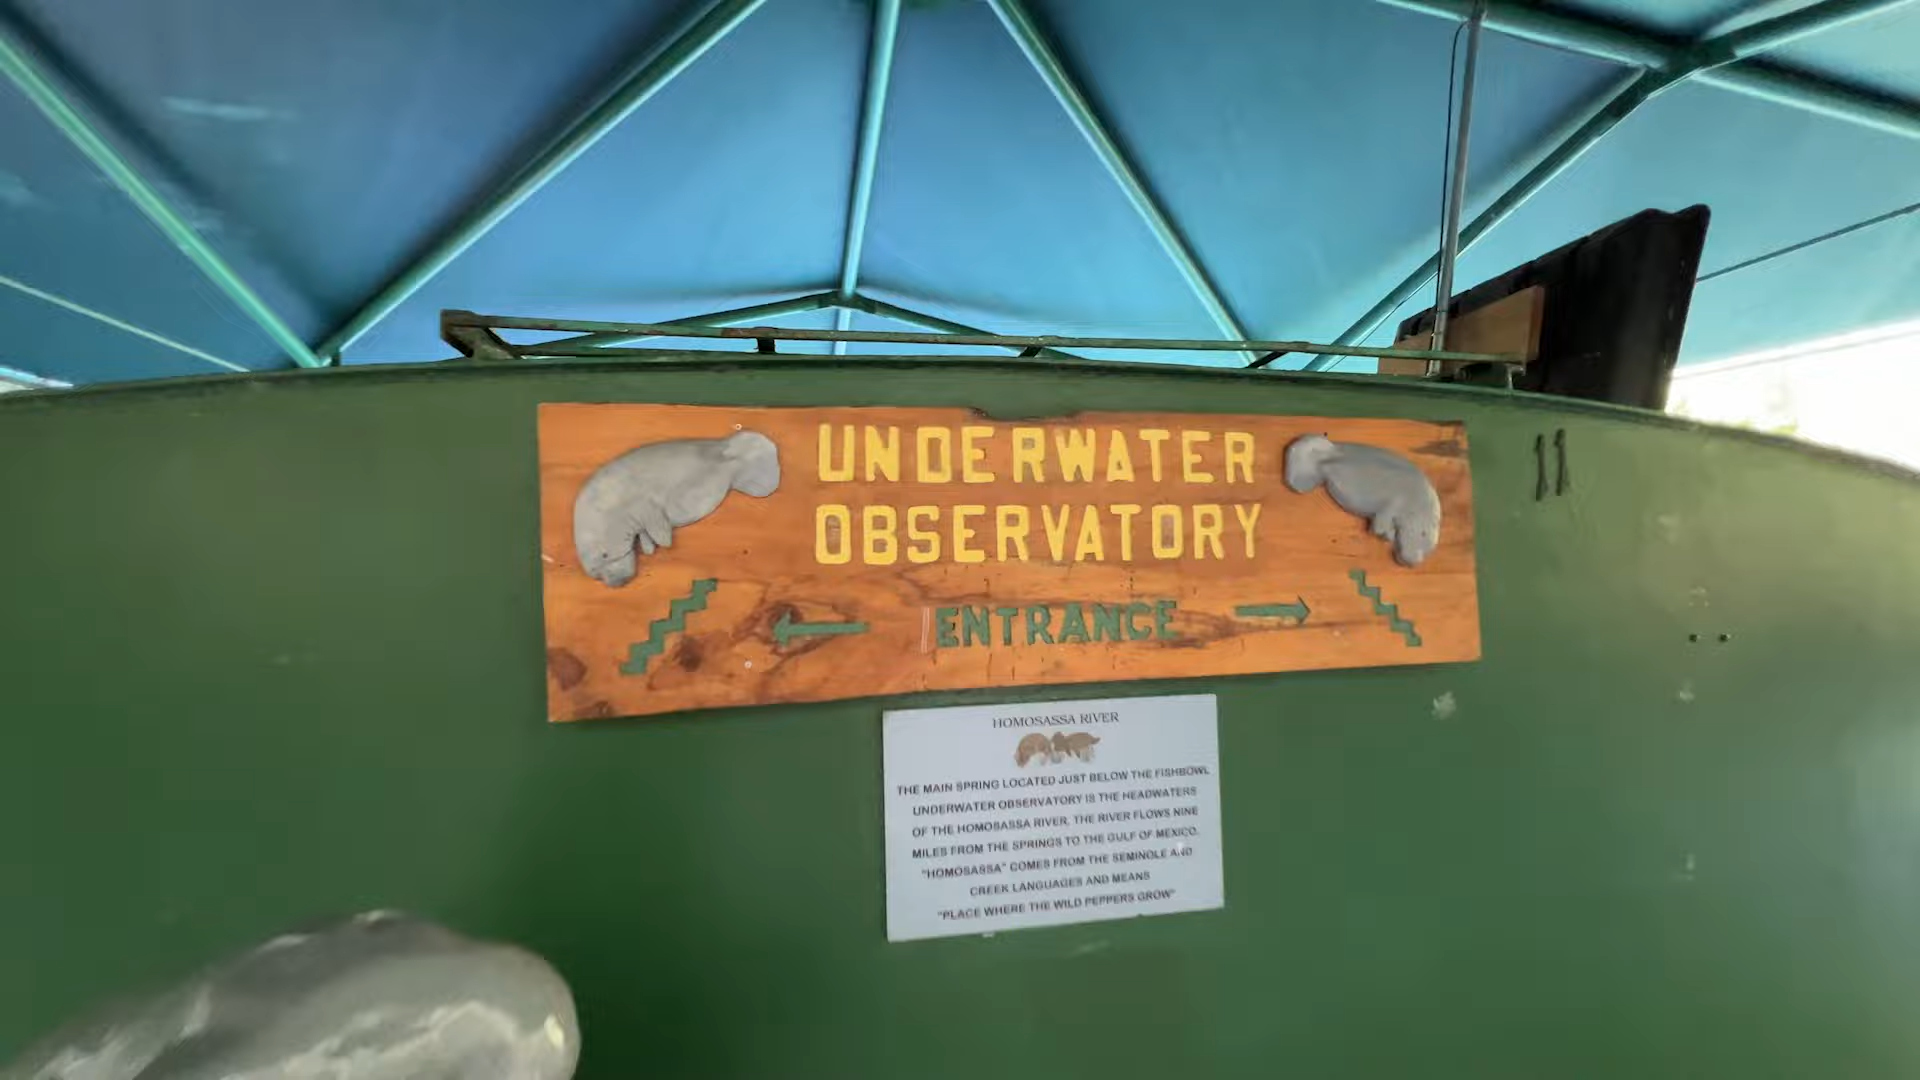 UNDERWATER
OBSERVATORY
ENTRANCE
11
HOMOSASSA RIVER
THE MAIN SPRING LOCATED JUST BELOW THE FISHBOWL
UNDERWATER OBSERVATORY IS THE HEADWATERS
OF THE HOMOSASSA RIVER. THE RIVER FLOWS NINE
MILES FROM THE SPRINGS TO THE GULF OF MEXICO.
"HOMOSASSA" COMES FROM THE SEMINOLE AND
CREEK LANGUAGES AND MEANS
"PLACE WHERE THE WILD PEPPERS GROW"